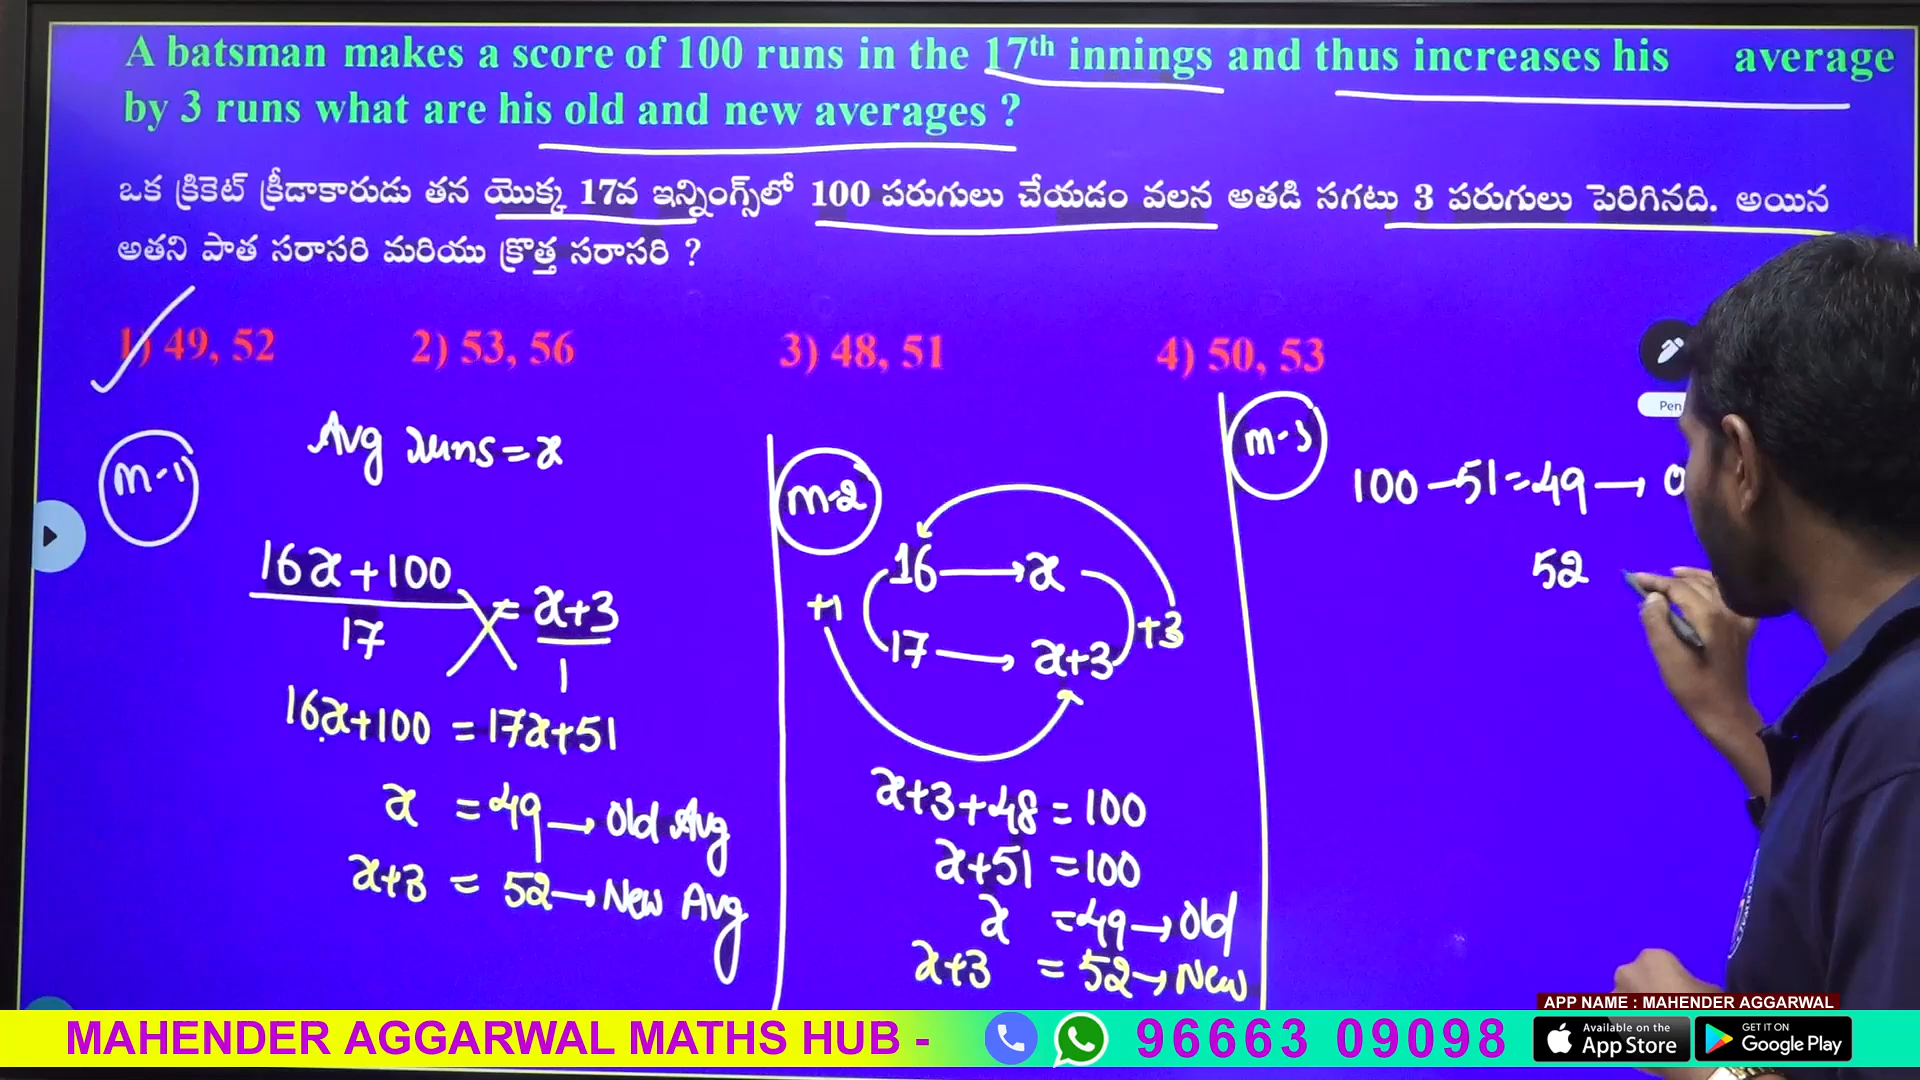 A batsman makes a score of 100 runs in the 17th innings and thus increases his average
by 3 runs what are his old and new averages ?
ఒక క్రికెట్ క్రీడాకారుడు తన యొక్క 17వ ఇన్నింగ్స్‌లో 100 పరుగులు చేయడం వలన అతడి సగటు 3 పరుగులు పెరిగినది. అయిన
అతని పాత సరాసరి మరియు క్రొత్త సరాసరి ?
1) 49, 52 2) 53, 56 3) 48, 51 4) 50, 53
Pen
m-1
Avg runs = x
16x+100
17
= x+3
1
16x+100 = 17x+51
x = 49 → Old Avg
x+3 = 52 → New Avg
m-2
16 → x
+1
+3
17 → x+3
x+3+48 = 100
x+51 = 100
x = 49 → Old
x+3 = 52 → New
m-3
100 - 51 = 49 →
52
APP NAME : MAHENDER AGGARWAL
MAHENDER AGGARWAL MATHS HUB - 96663 09098
Available on the App Store
GET IT ON Google Play